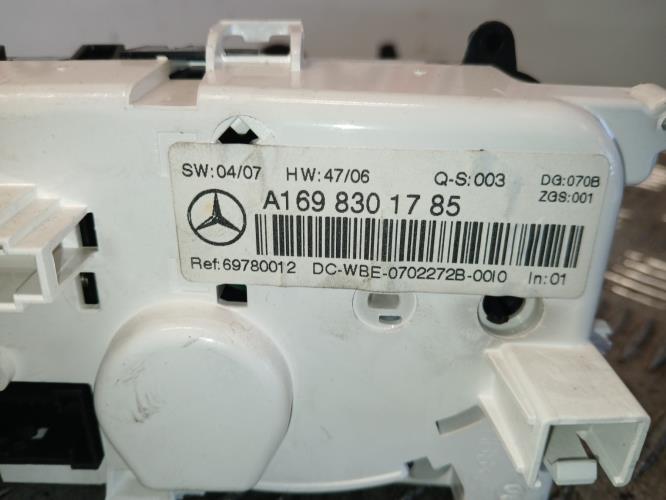 SW:04/07 HW:47/06 Q-S:003 DG:070B
ZGS:001
A169 830 17 85
Ref:69780012 DC-WBE-0702272B-00I0 In:01